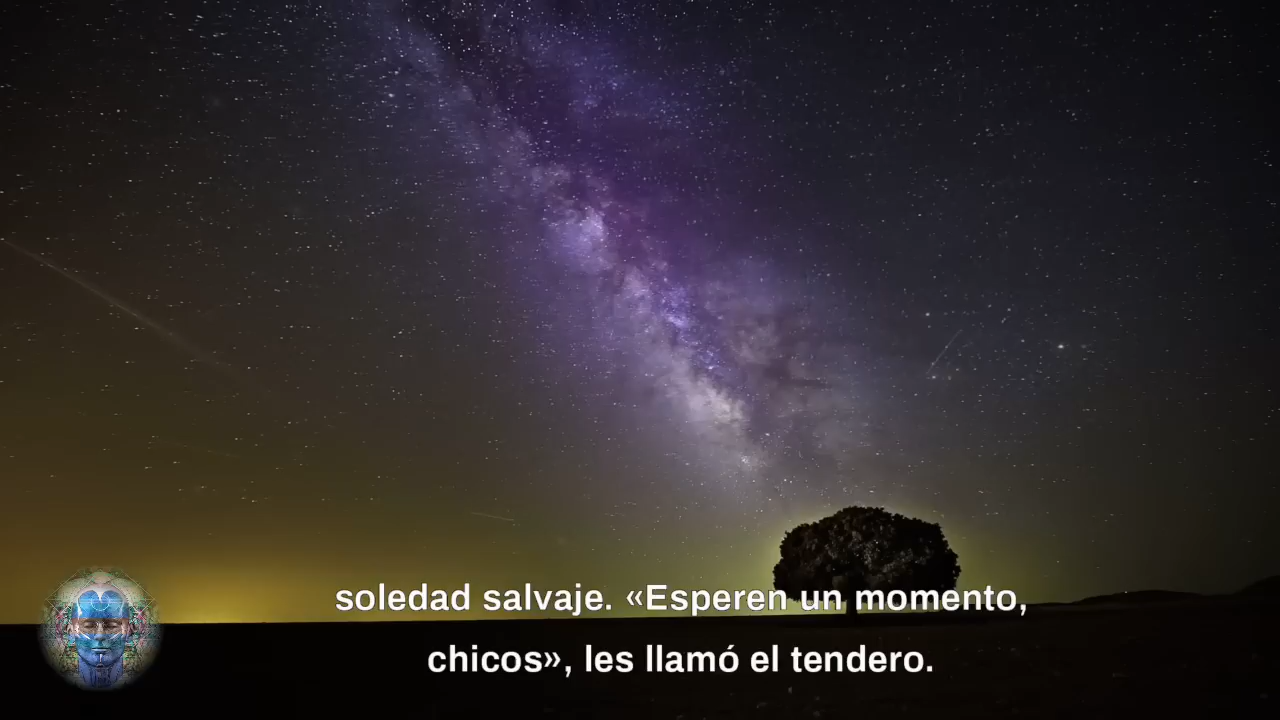 soledad salvaje. «Esperen un momento,
chicos», les llamó el tendero.